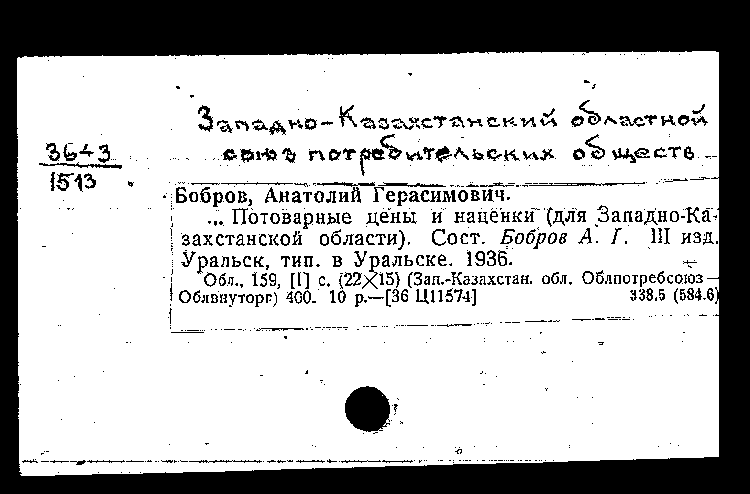 Западно-Казахстанский областной
союз потребительских обществ
36-43
1513
Бобров, Анатолий Герасимович.
... Потоварные цены и наценки (для Западно-Ка-
захстанской области). Сост. Бобров А. Г. III изд.
Уральск, тип. в Уральске. 1936.
Обл., 159, [1] с. (22×15) (Зап.-Казахстан. обл. Облпотребсоюз—
Облвнуторг) 400. 10 р.—[36 Ц11574] 338.5 (584.6)